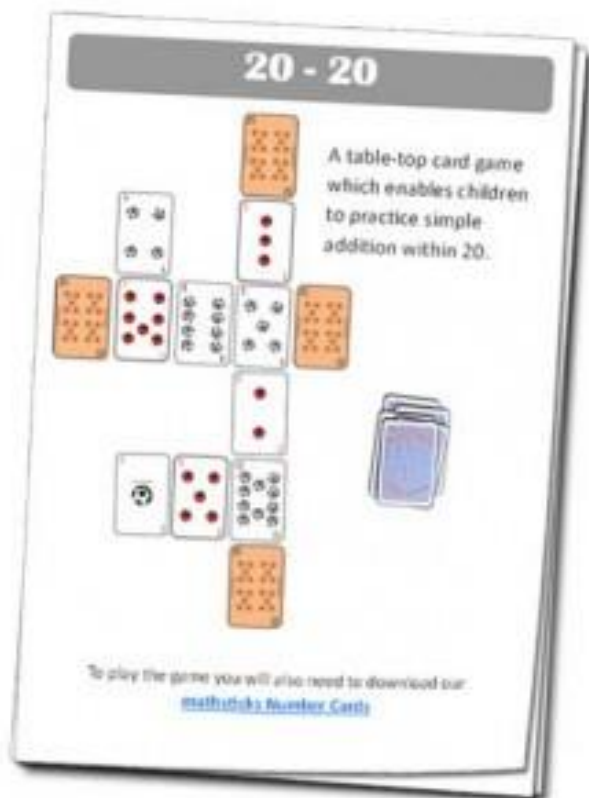 20 - 20
A table-top card game
which enables children
to practice simple
addition within 20.
To play the game you will also need to download our
mathsticks Number Cards